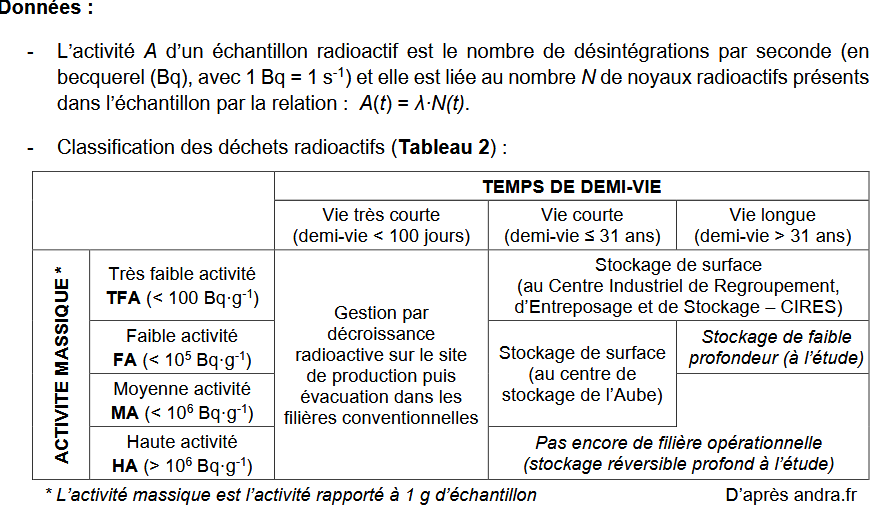 Données :
- L’activité A d’un échantillon radioactif est le nombre de désintégrations par seconde (en
becquerel (Bq), avec 1 Bq = 1 s⁻¹) et elle est liée au nombre N de noyaux radioactifs présents
dans l’échantillon par la relation : A(t) = λ·N(t).
- Classification des déchets radioactifs (Tableau 2) :
TEMPS DE DEMI-VIE
Vie très courte
(demi-vie < 100 jours)
Vie courte
(demi-vie ≤ 31 ans)
Vie longue
(demi-vie > 31 ans)
ACTIVITE MASSIQUE *
Très faible activité
TFA (< 100 Bq·g⁻¹)
Gestion par
décroissance
radioactive sur le site
de production puis
évacuation dans les
filières conventionnelles
Stockage de surface
(au Centre Industriel de Regroupement,
d’Entreposage et de Stockage – CIRES)
Faible activité
FA (< 10⁵ Bq·g⁻¹)
Stockage de surface
(au centre de
stockage de l’Aube)
Stockage de faible
profondeur (à l’étude)
Moyenne activité
MA (< 10⁶ Bq·g⁻¹)
Haute activité
HA (> 10⁶ Bq·g⁻¹)
Pas encore de filière opérationnelle
(stockage réversible profond à l’étude)
* L’activité massique est l’activité rapporté à 1 g d’échantillon
D’après andra.fr